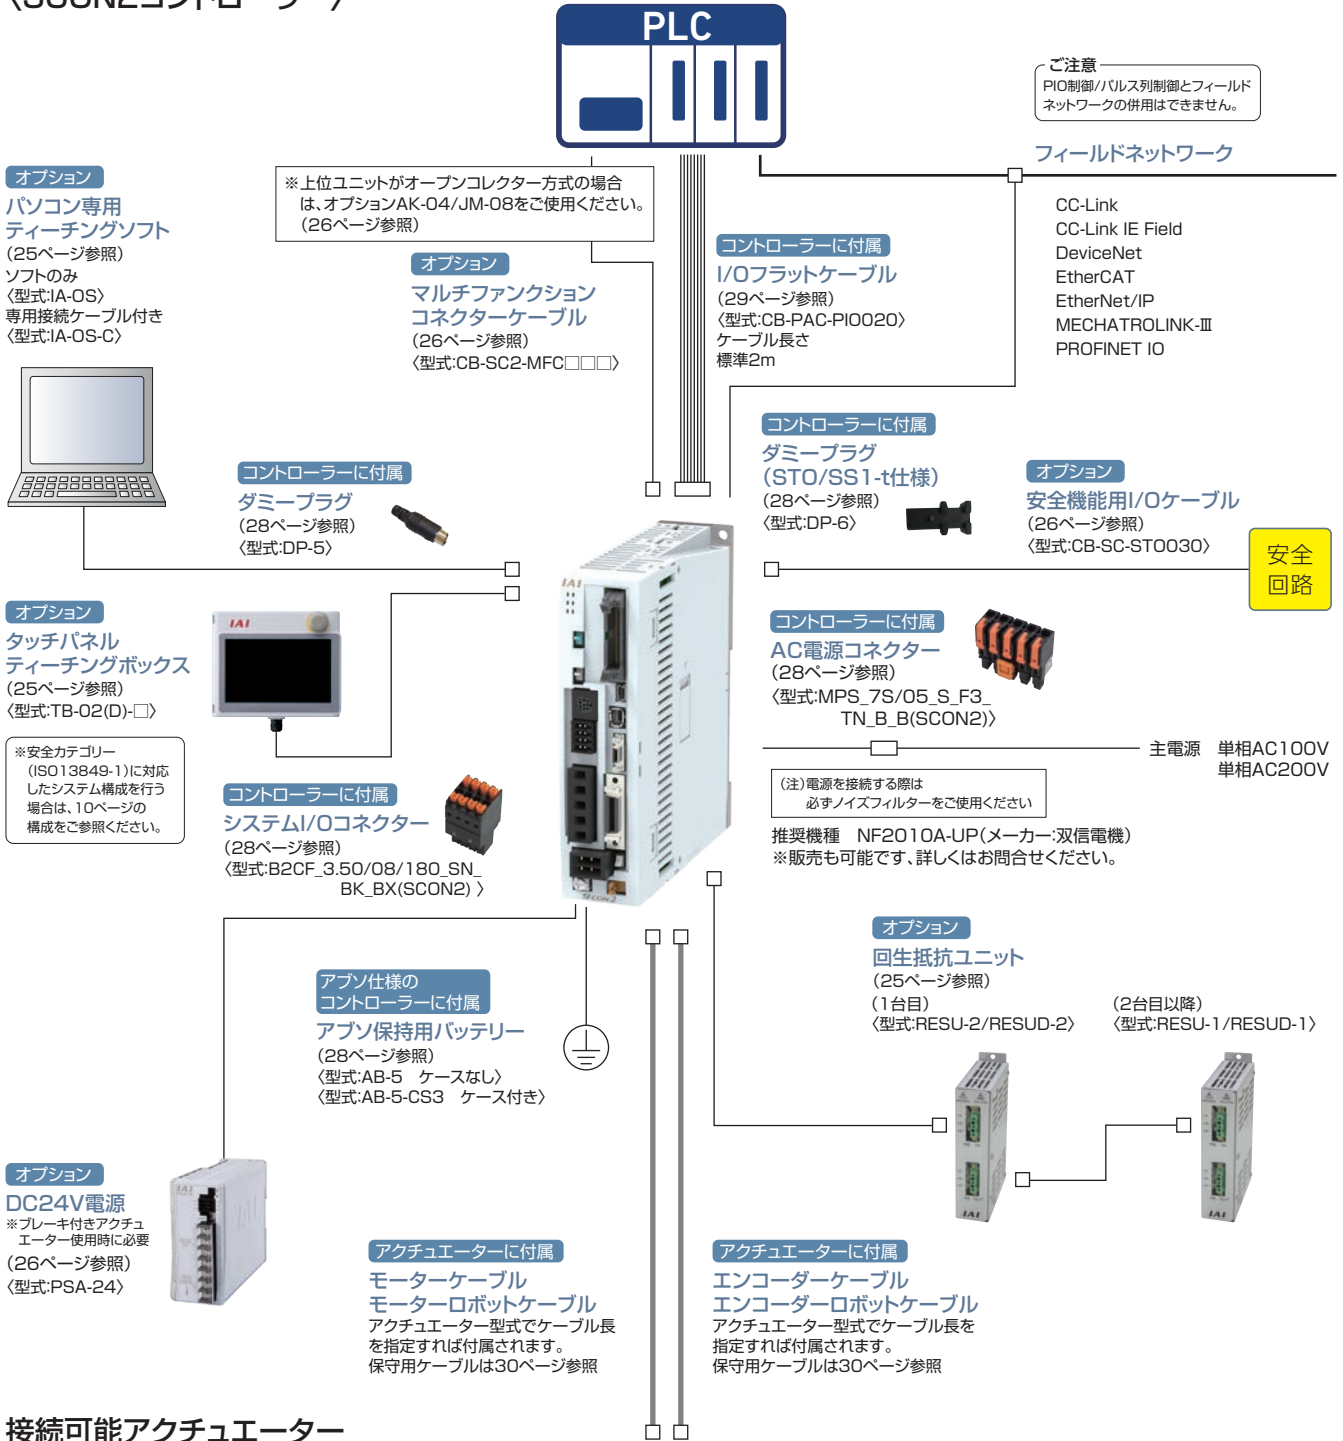 〈SCON2コントローラー〉
PLC
ご注意
PIO制御/パルス列制御とフィールド
ネットワークの併用はできません。
フィールドネットワーク
CC-Link
CC-Link IE Field
DeviceNet
EtherCAT
EtherNet/IP
MECHATROLINK-Ⅲ
PROFINET IO
オプション
パソコン専用
ティーチングソフト
(25ページ参照)
ソフトのみ
〈型式:IA-OS〉
専用接続ケーブル付き
〈型式:IA-OS-C〉
※上位ユニットがオープンコレクター方式の場合
は、オプションAK-04/JM-08をご使用ください。
(26ページ参照)
オプション
マルチファンクション
コネクターケーブル
(26ページ参照)
〈型式:CB-SC2-MFC□□□〉
コントローラーに付属
I/Oフラットケーブル
(29ページ参照)
〈型式:CB-PAC-PIO020〉
ケーブル長さ
標準2m
コントローラーに付属
ダミープラグ
(28ページ参照)
〈型式:DP-5〉
コントローラーに付属
ダミープラグ
(STO/SS1-t仕様)
(28ページ参照)
〈型式:DP-6〉
オプション
安全機能用I/Oケーブル
(26ページ参照)
〈型式:CB-SC-STO030〉
安全
回路
オプション
タッチパネル
ティーチングボックス
(25ページ参照)
〈型式:TB-02(D)-□〉
※安全カテゴリー
(ISO13849-1)に対応
したシステム構成を行う
場合は、10ページの
構成をご参照ください。
IAI
IAI
SCON2
コントローラーに付属
AC電源コネクター
(28ページ参照)
〈型式:MPS_7S/05_S_F3_
TN_B_B(SCON2)〉
主電源 単相AC100V
単相AC200V
(注)電源を接続する際は
必ずノイズフィルターをご使用ください
推奨機種 NF2010A-UP(メーカー:双信電機)
※販売も可能です、詳しくはお問合せください。
コントローラーに付属
システムI/Oコネクター
(28ページ参照)
〈型式:B2CF_3.50/08/180_SN_
BK_BX(SCON2) 〉
アブソ仕様の
コントローラーに付属
アブソ保持用バッテリー
(28ページ参照)
〈型式:AB-5 ケースなし〉
〈型式:AB-5-CS3 ケース付き〉
オプション
回生抵抗ユニット
(25ページ参照)
(1台目)
〈型式:RESU-2/RESUD-2〉
(2台目以降)
〈型式:RESU-1/RESUD-1〉
IAI
IAI
オプション
DC24V電源
※ブレーキ付きアクチュ
エーター使用時に必要
(26ページ参照)
〈型式:PSA-24〉
IAI
アクチュエーターに付属
モーターケーブル
モーターロボットケーブル
アクチュエーター型式でケーブル長
を指定すれば付属されます。
保守用ケーブルは30ページ参照
アクチュエーターに付属
エンコーダーケーブル
エンコーダーロボットケーブル
アクチュエーター型式でケーブル長を
指定すれば付属されます。
保守用ケーブルは30ページ参照
接続可能アクチュエーター